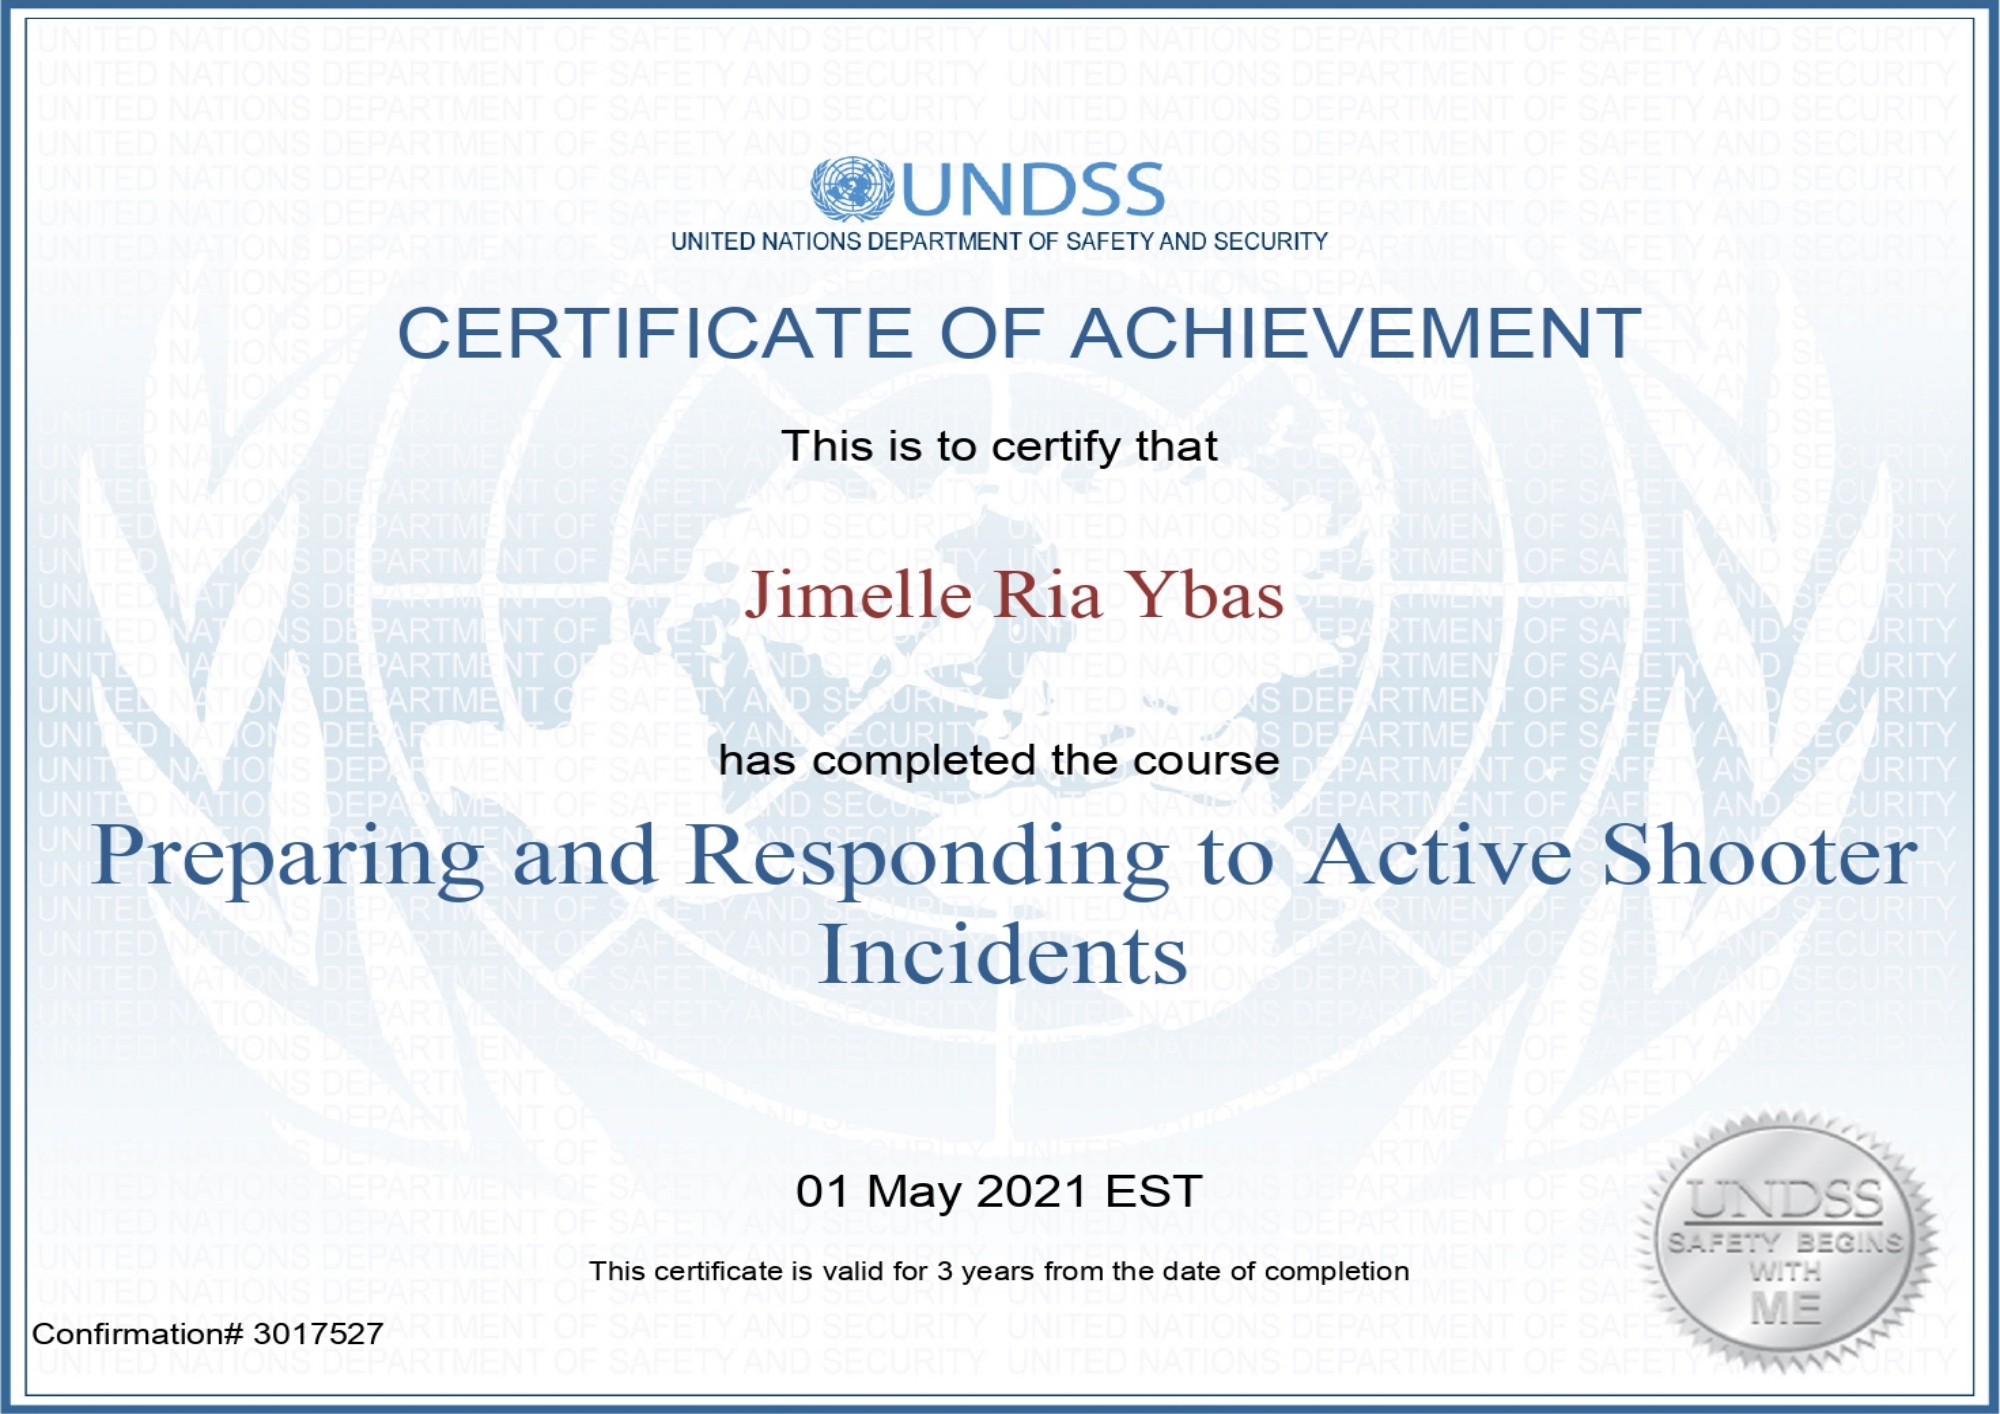 UNDSS
UNITED NATIONS DEPARTMENT OF SAFETY AND SECURITY
CERTIFICATE OF ACHIEVEMENT
This is to certify that
Jimelle Ria Ybas
has completed the course
Preparing and Responding to Active Shooter
Incidents
01 May 2021 EST
This certificate is valid for 3 years from the date of completion
Confirmation# 3017527
UNDSS
SAFETY BEGINS
WITH
ME